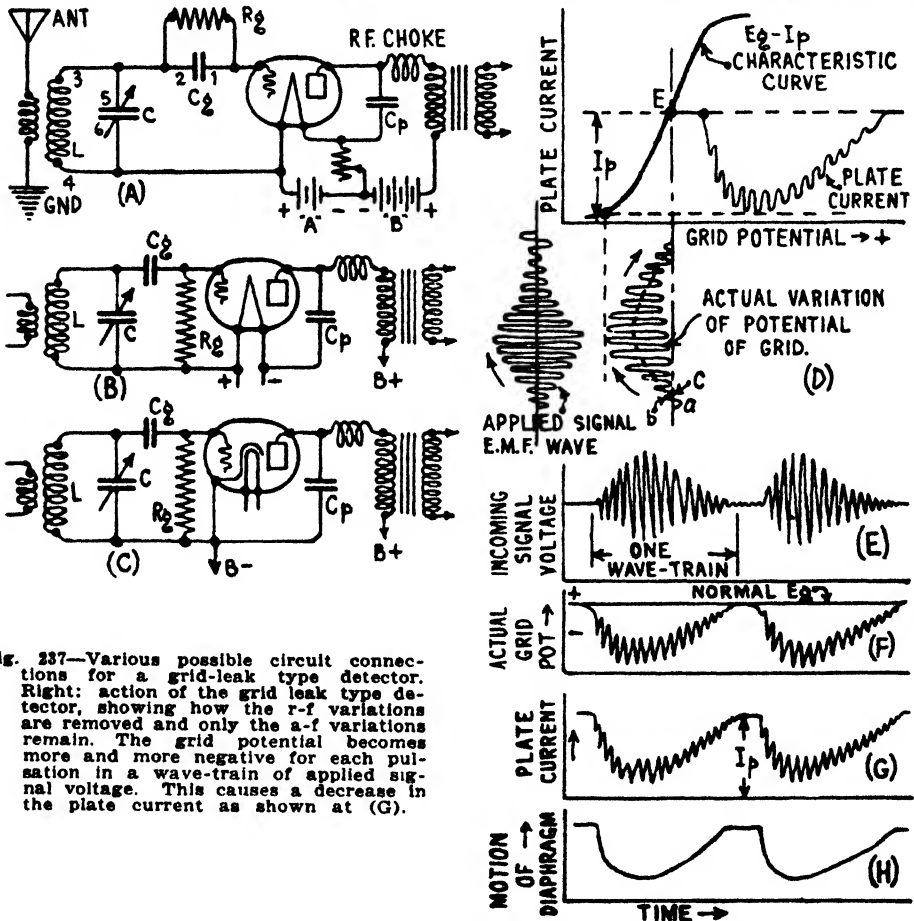 ANT
Rg
R.F. CHOKE
3
2 1
Cg
5
6
C
Cp
L
4
(A)
GND
+ "A" - - "B" +
Cg
L
C
Rg
Cp
(B)
+ -
B+
Cg
L
C
Rg
Cp
(C)
B-
B+
g. 237—Various possible circuit connec-
tions for a grid-leak type detector.
Right: action of the grid leak type de-
tector, showing how the r-f variations
are removed and only the a-f variations
remain. The grid potential becomes
more and more negative for each pul-
sation in a wave-train of applied sig-
nal voltage. This causes a decrease in
the plate current as shown at (G).
PLATE CURRENT
Eg-Ip
CHARACTERISTIC
CURVE
E
Ip
PLATE
CURRENT
GRID POTENTIAL → +
ACTUAL VARIATION
OF POTENTIAL
OF GRID.
(D)
C
b a
APPLIED SIGNAL
E.M.F. WAVE
INCOMING
SIGNAL
VOLTAGE
ONE
WAVE-TRAIN
(E)
NORMAL Eg
+
-
ACTUAL
GRID
POT →
(F)
PLATE
CURRENT →
Ip
(G)
MOTION
OF →
DIAPHRAGM
(H)
TIME →